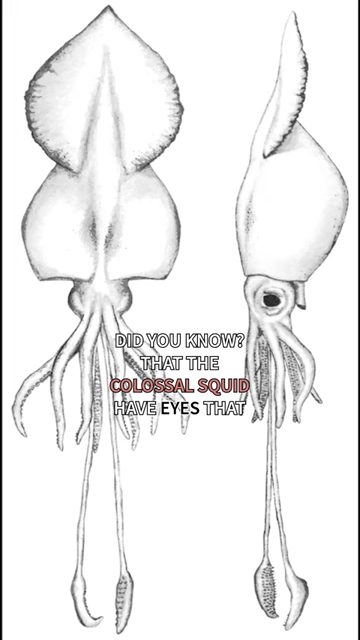 DID YOU KNOW?
THAT THE
COLOSSAL SQUID
HAVE EYES THAT